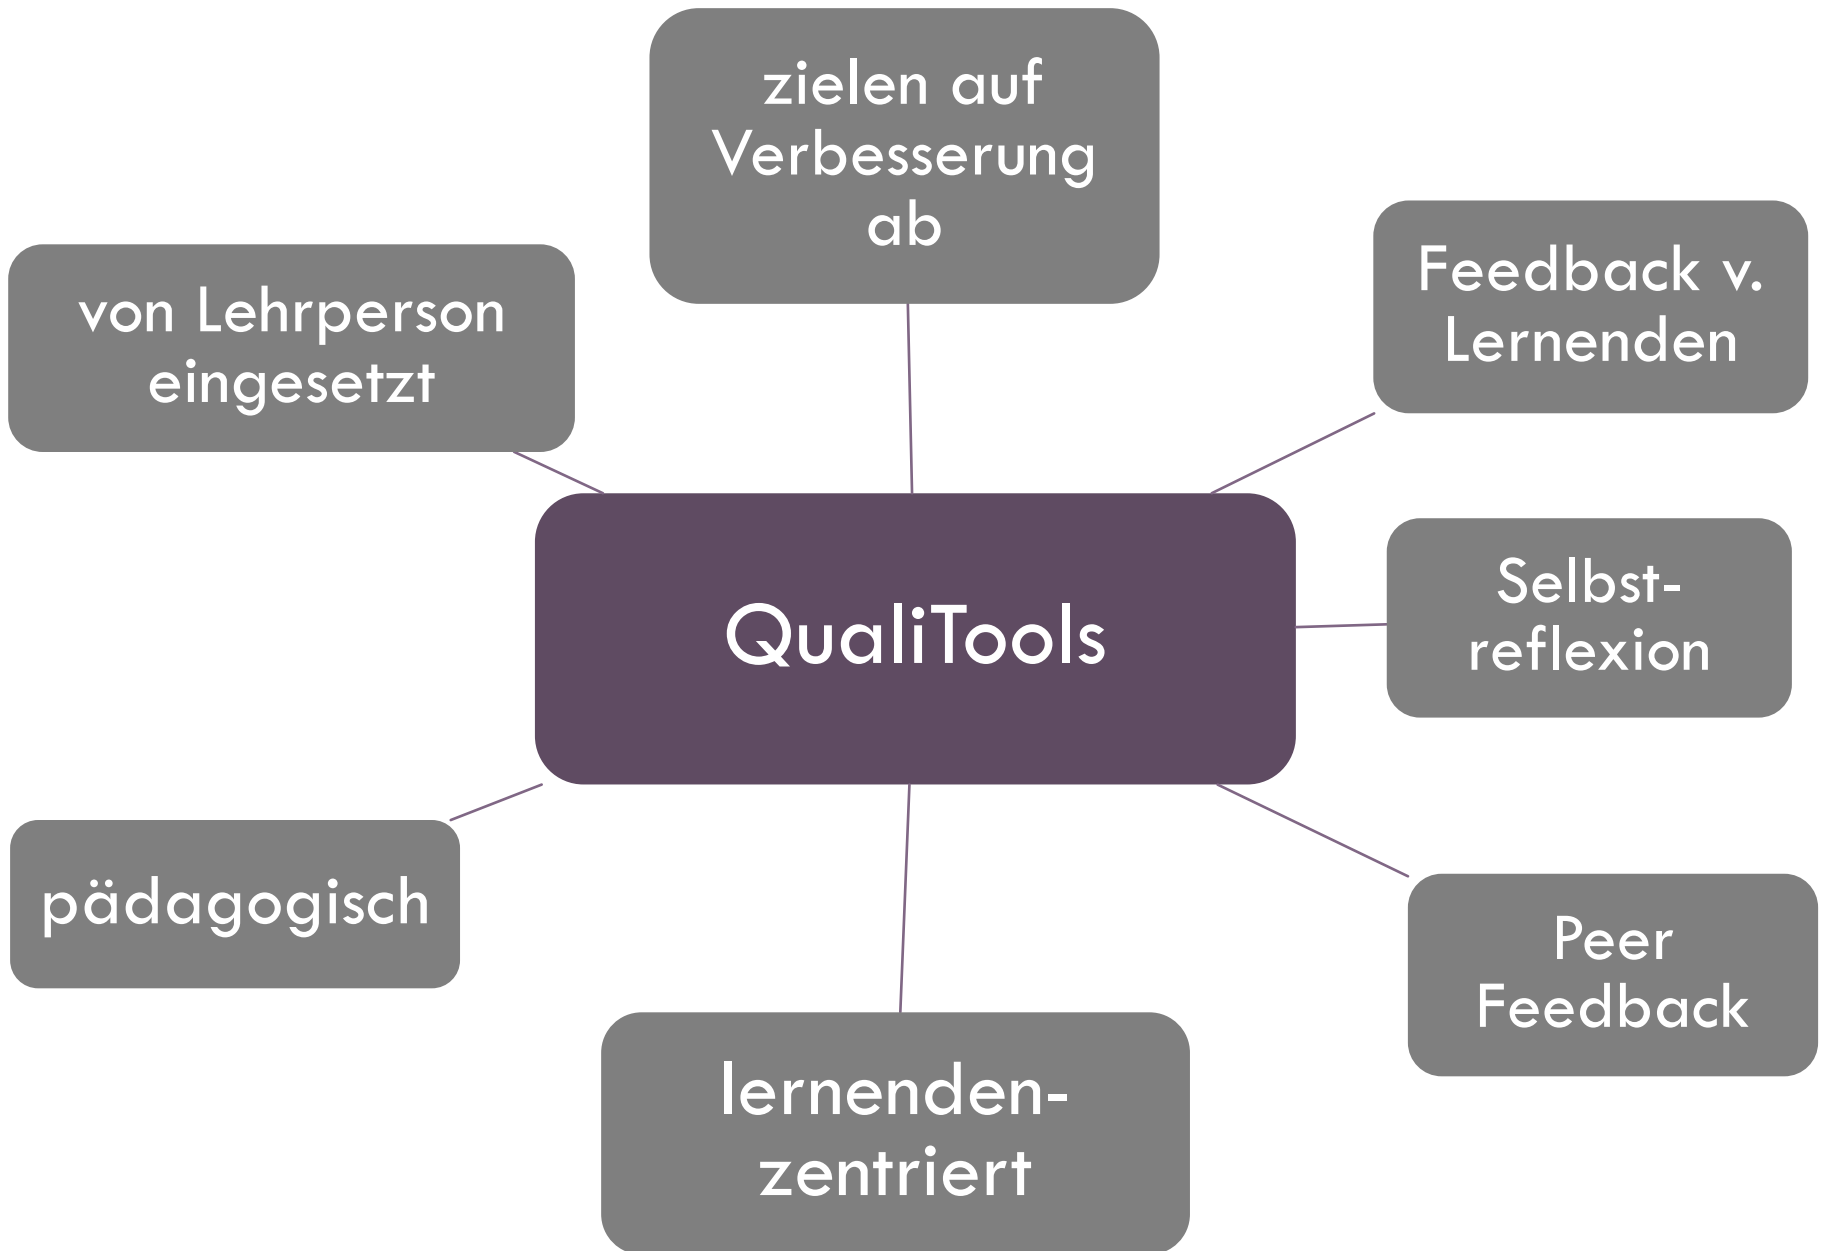 zielen auf
Verbesserung
ab
von Lehrperson
eingesetzt
Feedback v.
Lernenden
QualiTools
Selbst-
reflexion
pädagogisch
Peer
Feedback
lernenden-
zentriert